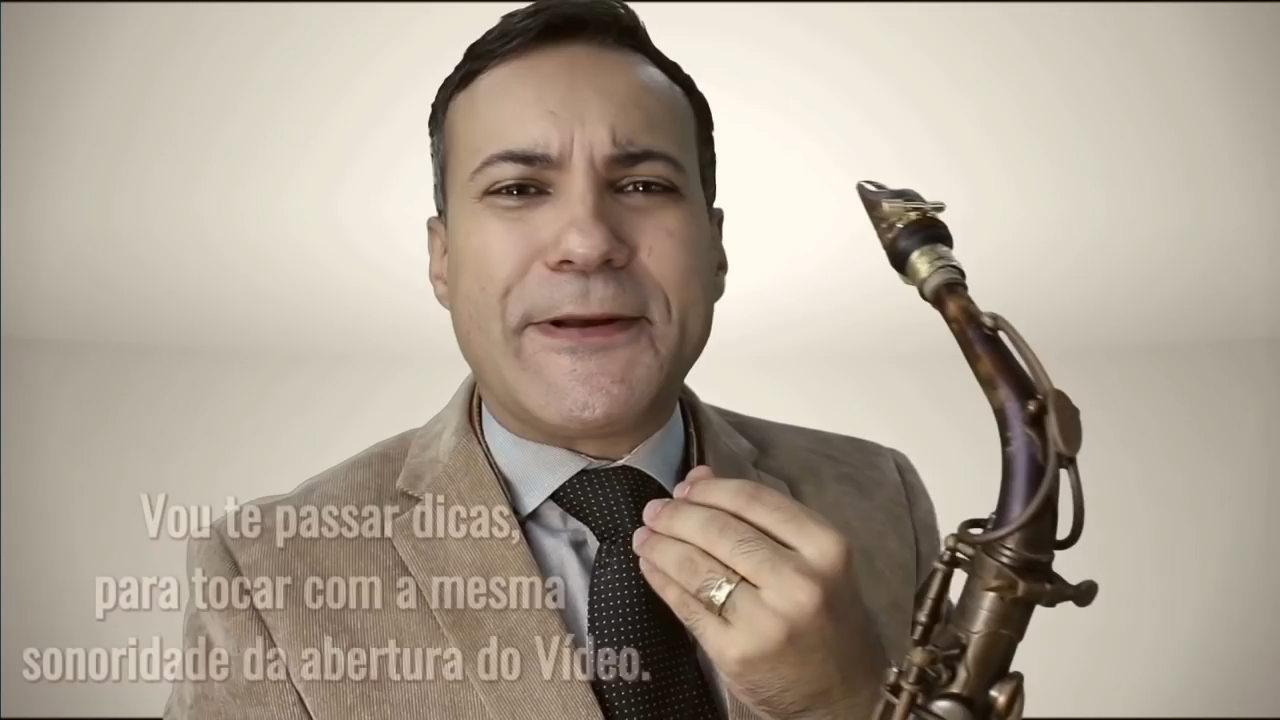 Vou te passar dicas,
para tocar com a mesma
sonoridade da abertura do Vídeo.